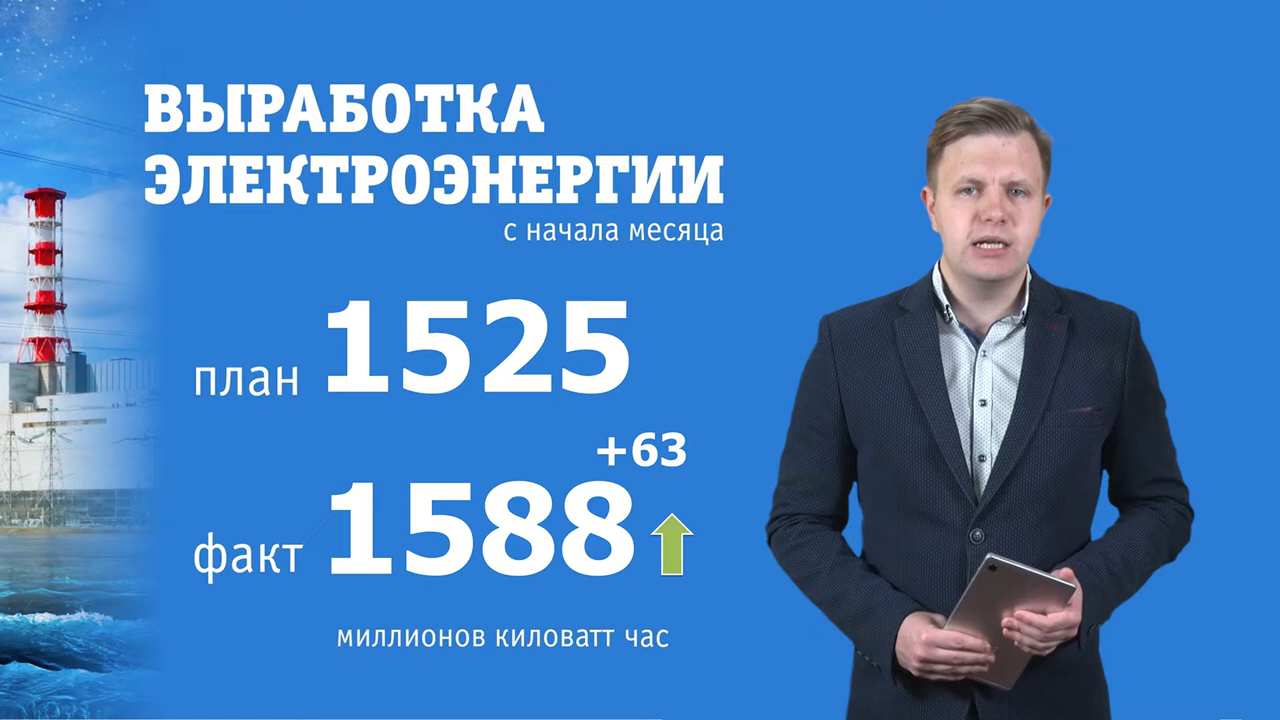 ВЫРАБОТКА
ЭЛЕКТРОЭНЕРГИИ
с начала месяца
план 1525
+63
факт 1588
миллионов киловатт час